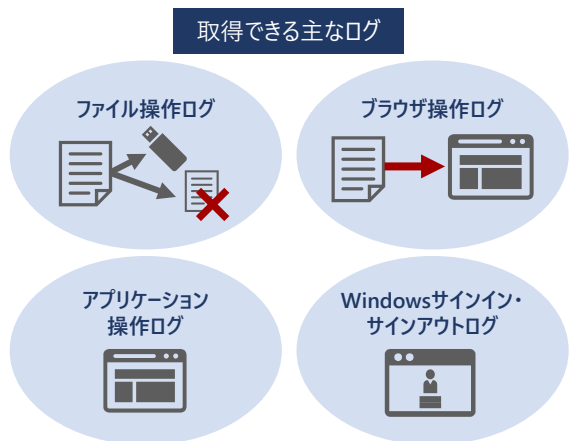 取得できる主なログ
ファイル操作ログ
ブラウザ操作ログ
アプリケーション
操作ログ
Windowsサインイン・
サインアウトログ